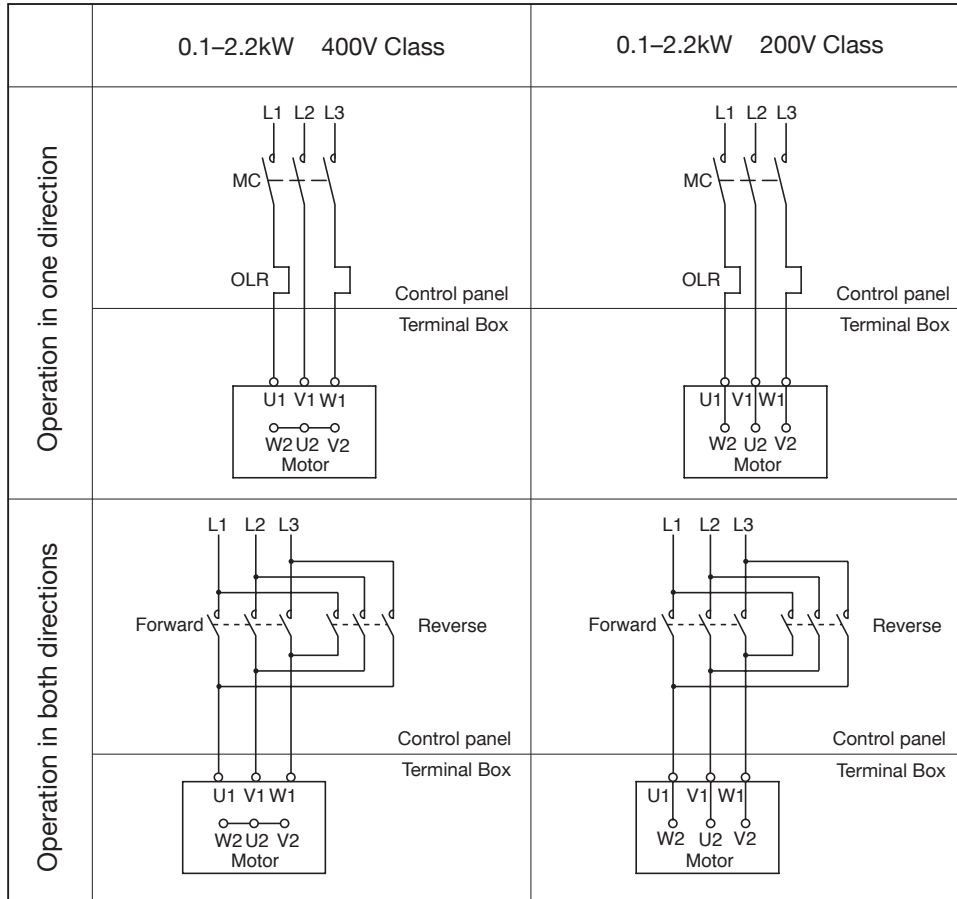 0.1–2.2kW 400V Class
0.1–2.2kW 200V Class
Operation in one direction
L1 L2 L3
MC
OLR
Control panel
Terminal Box
U1 V1 W1
W2 U2 V2
Motor
L1 L2 L3
MC
OLR
Control panel
Terminal Box
U1 V1 W1
W2 U2 V2
Motor
Operation in both directions
L1 L2 L3
Forward
Reverse
Control panel
Terminal Box
U1 V1 W1
W2 U2 V2
Motor
L1 L2 L3
Forward
Reverse
Control panel
Terminal Box
U1 V1 W1
W2 U2 V2
Motor